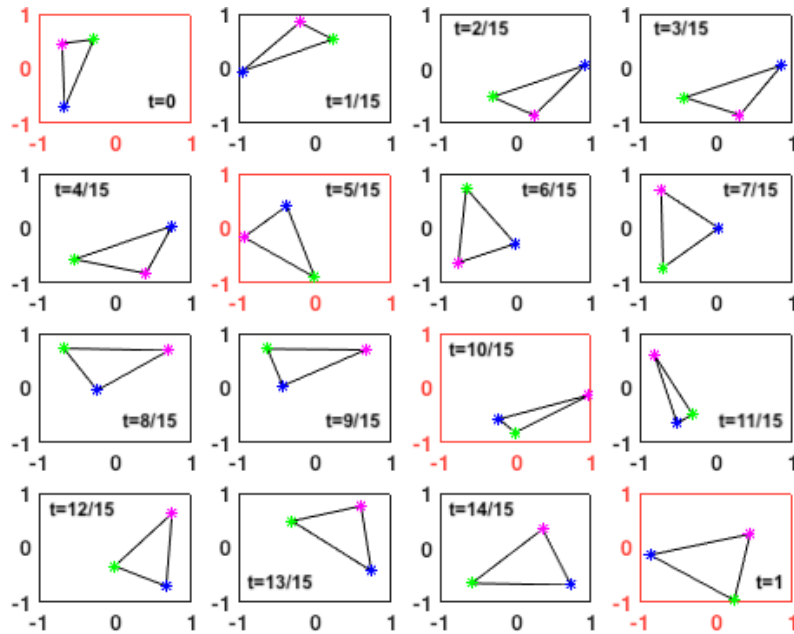 1 1 1 1
t=2/15 t=3/15
0 0 0 0
t=0 t=1/15
-1 -1 -1 -1
-1 0 1 -1 0 1 -1 0 1 -1 0 1
1 1 1 1
t=4/15 t=5/15 t=6/15 t=7/15
0 0 0 0
-1 -1 -1 -1
-1 0 1 -1 0 1 -1 0 1 -1 0 1
1 1 1 1
t=10/15
0 0 0 0
t=8/15 t=9/15 t=11/15
-1 -1 -1 -1
-1 0 1 -1 0 1 -1 0 1 -1 0 1
1 1 1 1
t=12/15 t=14/15
0 0 0 0
t=13/15 t=1
-1 -1 -1 -1
-1 0 1 -1 0 1 -1 0 1 -1 0 1